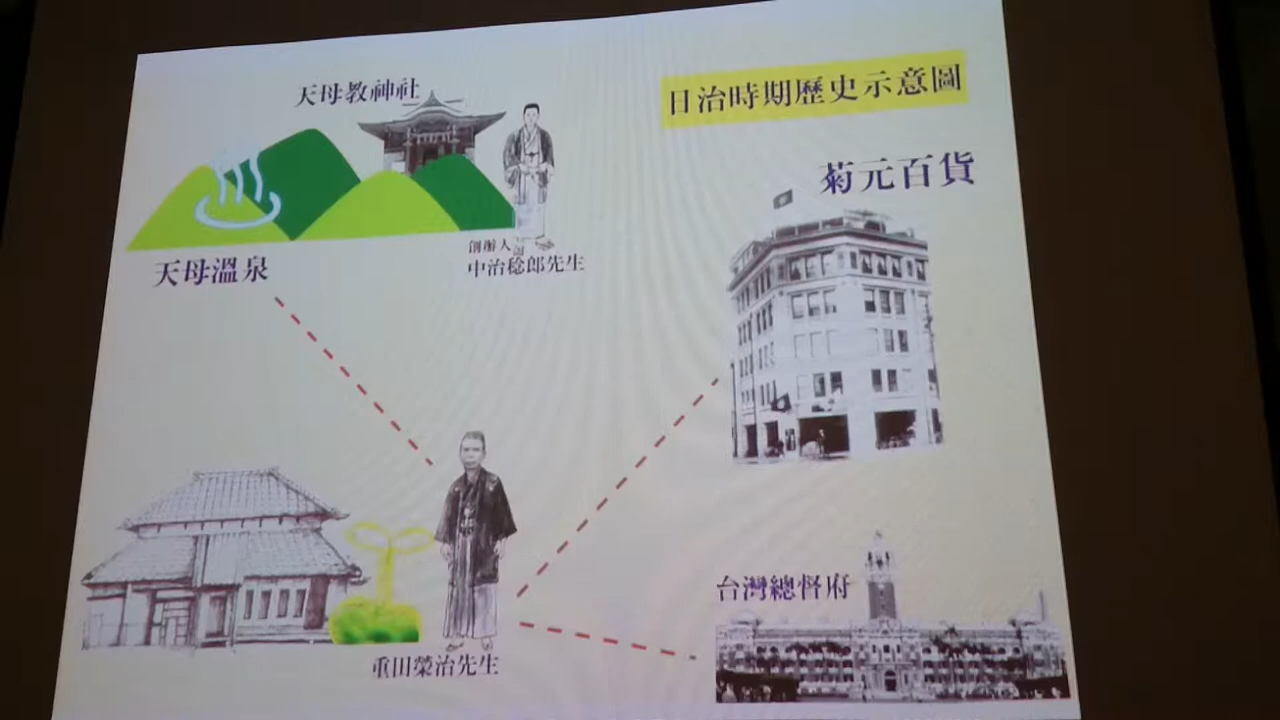 天母教神社
日治時期歷史示意圖
菊元百貨
創辦人
中治稔郎先生
天母溫泉
台灣總督府
重田榮治先生